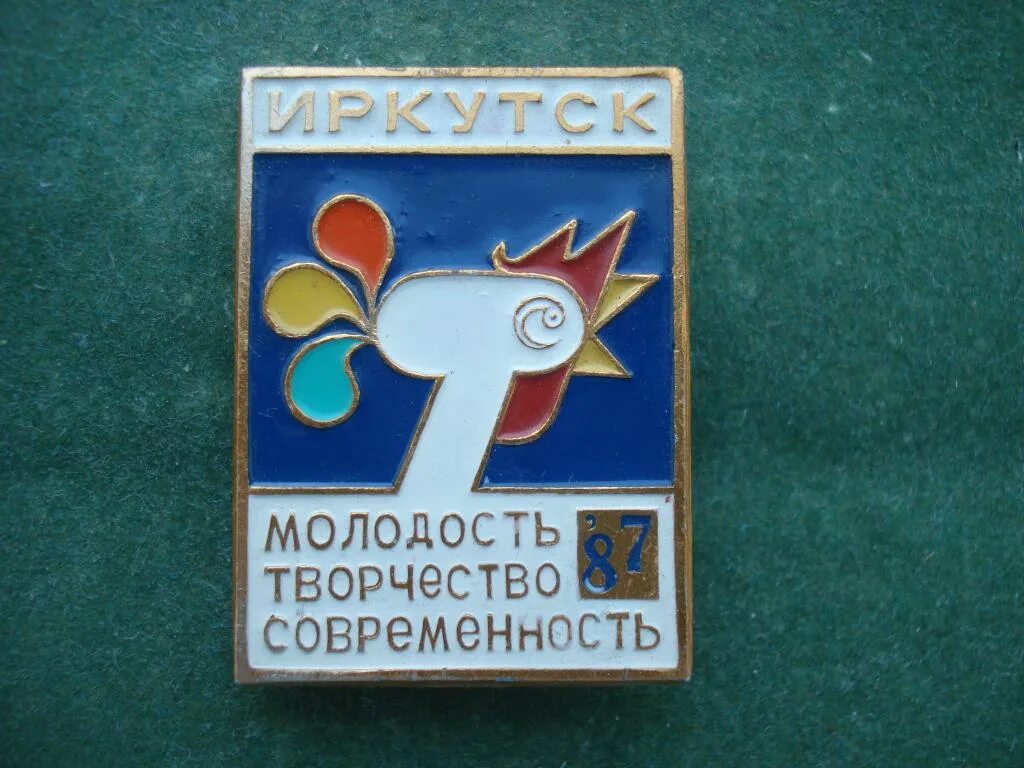 ИРКУТСК
МОЛОДОСТЬ
'87
ТВОРЧЕСТВО
СОВРЕМЕННОСТЬ